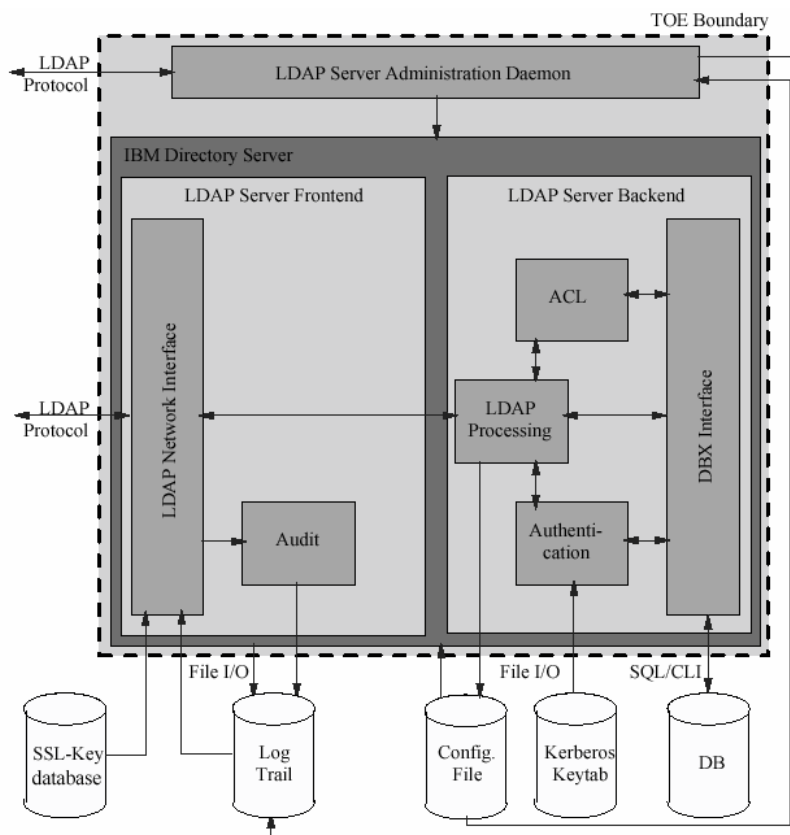 TOE Boundary
LDAP
Protocol
LDAP Server Administration Daemon
IBM Directory Server
LDAP Server Frontend
LDAP Server Backend
LDAP Network Interface
ACL
LDAP
Protocol
LDAP
Processing
DBX Interface
Audit
Authenti-
cation
File I/O
File I/O
SQL/CLI
SSL-Key
database
Log
Trail
Config.
File
Kerberos
Keytab
DB